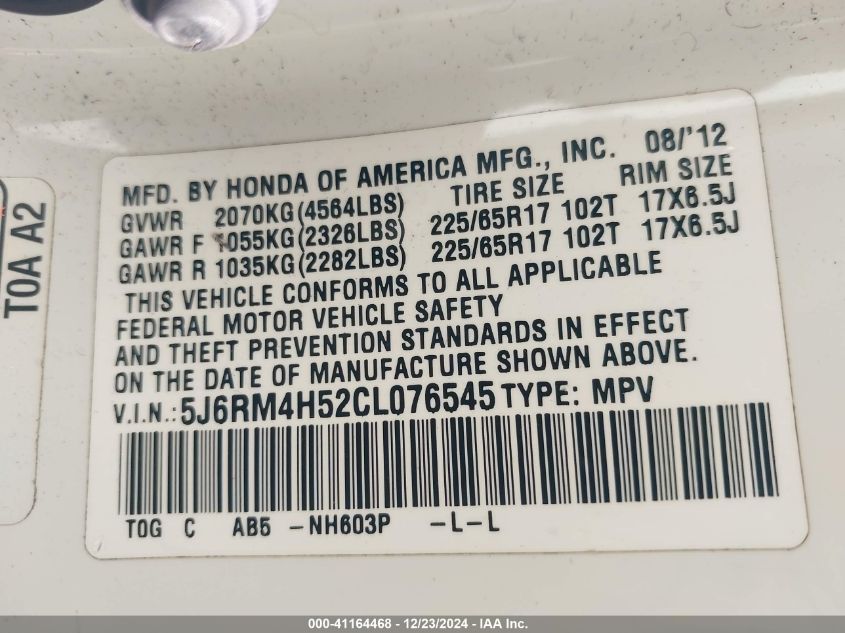 MFD. BY HONDA OF AMERICA MFG., INC. 08/'12
GVWR 2070KG(4564LBS) TIRE SIZE RIM SIZE
GAWR F 1055KG(2326LBS) 225/65R17 102T 17X6.5J
GAWR R 1035KG(2282LBS) 225/65R17 102T 17X6.5J
THIS VEHICLE CONFORMS TO ALL APPLICABLE
FEDERAL MOTOR VEHICLE SAFETY
AND THEFT PREVENTION STANDARDS IN EFFECT
ON THE DATE OF MANUFACTURE SHOWN ABOVE.
V.I.N.: 5J6RM4H52CL076545 TYPE: MPV
TOG C AB5 -NH603P -L-L
TOA A2
000-41164468 - 12/23/2024 - IAA Inc.